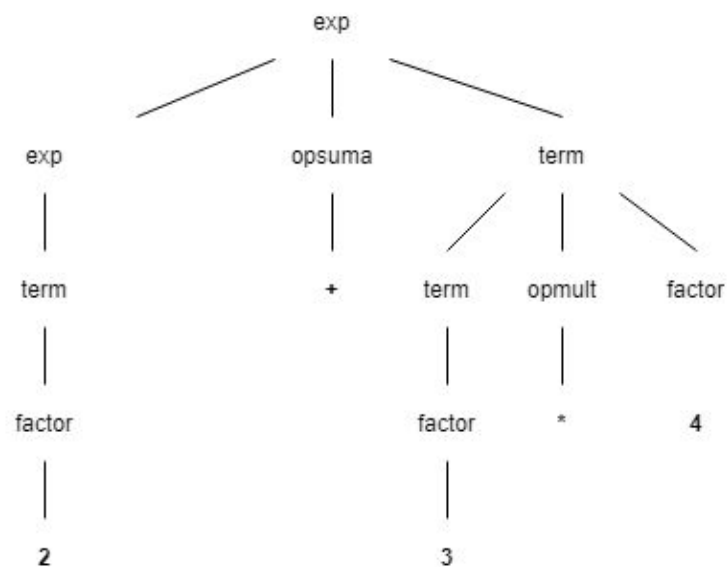 exp
exp opsuma term
term + term opmult factor
factor factor * 4
2 3